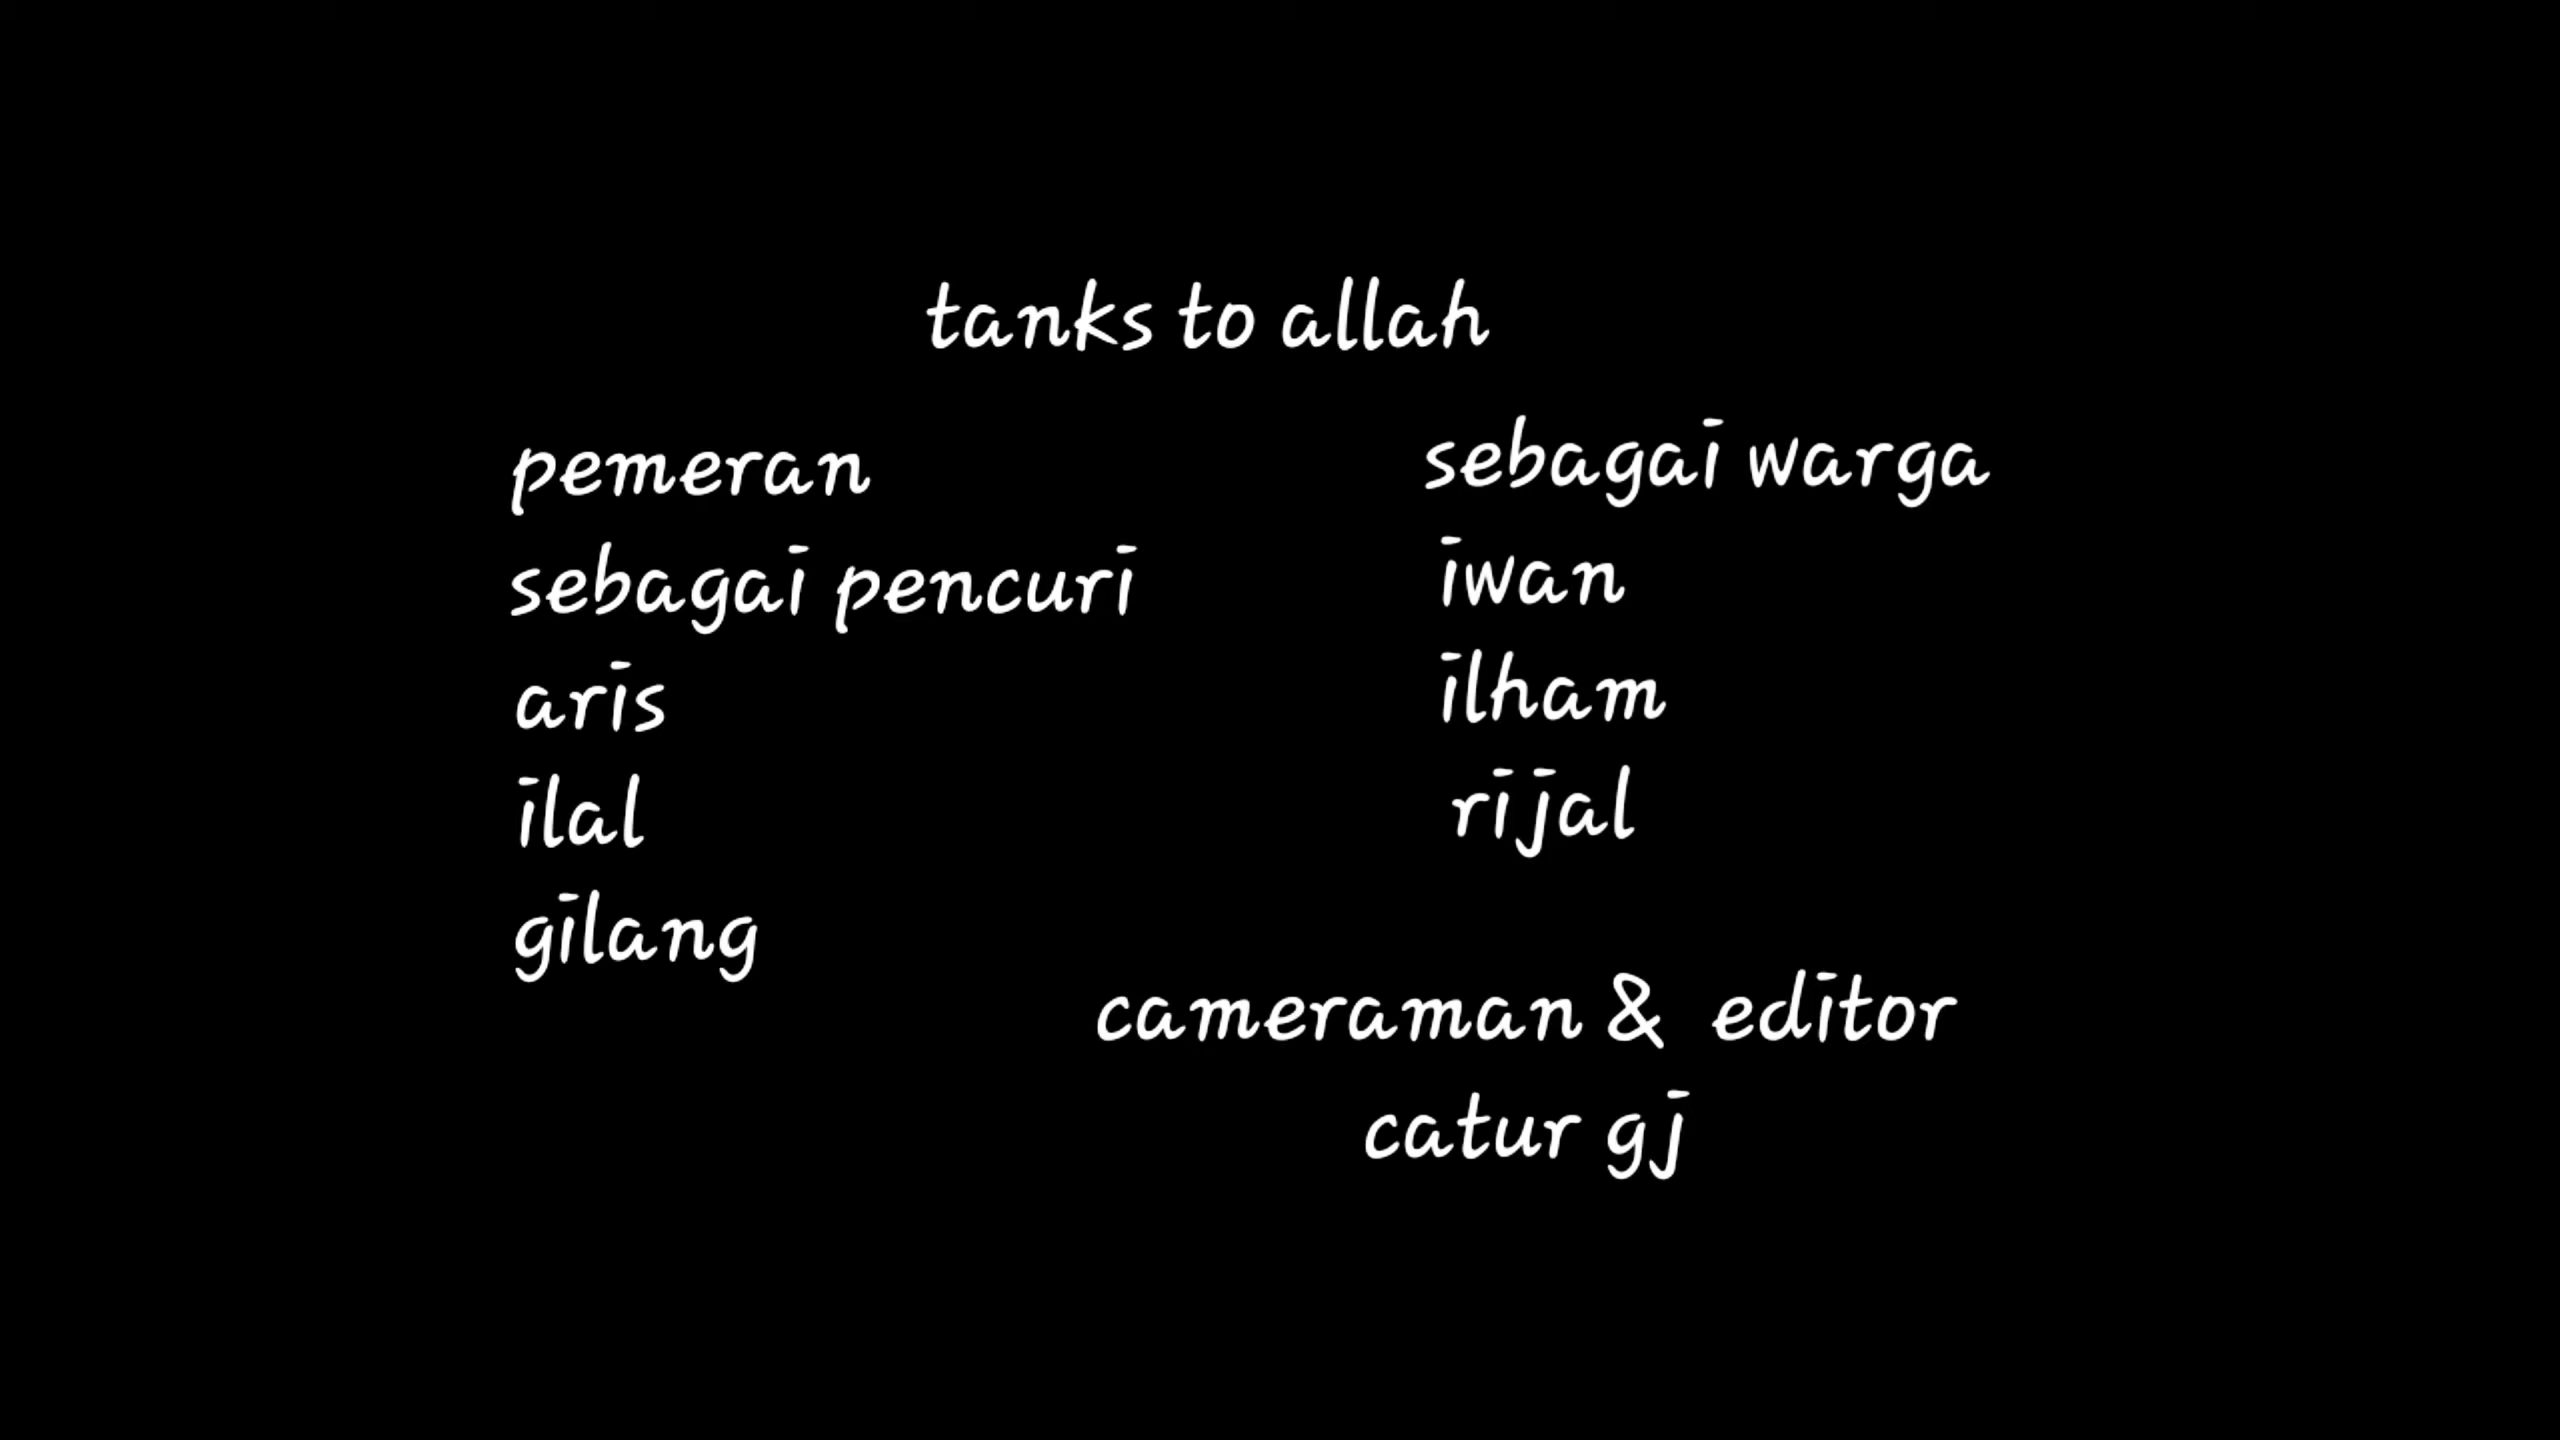 tanks to allah
pemeran
sebagai pencuri
aris
ilal
gilang
sebagai warga
iwan
ilham
rijal
cameraman & editor
catur gj